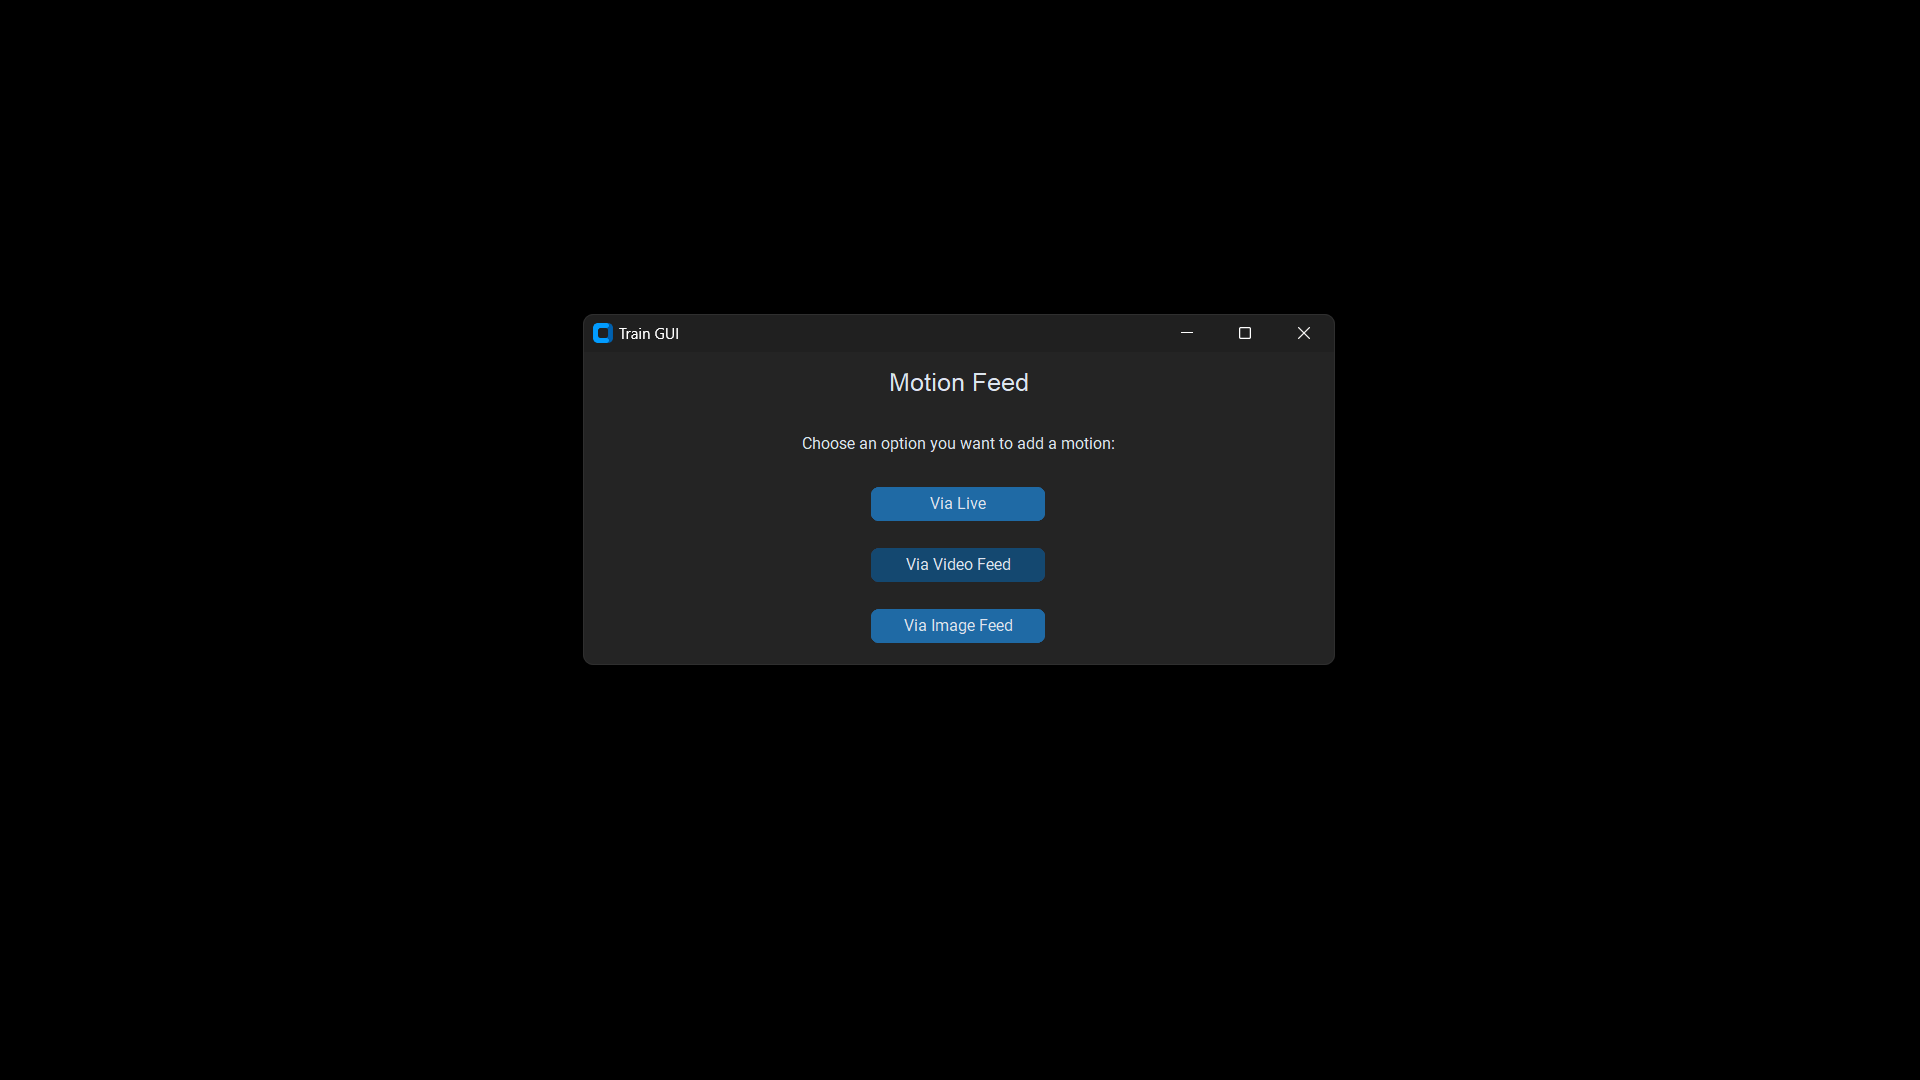 Train GUI
Motion Feed
Choose an option you want to add a motion:
Via Live
Via Video Feed
Via Image Feed